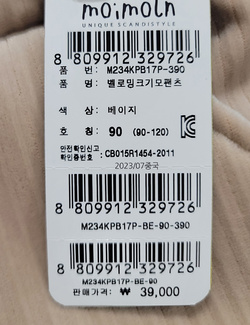 moimoln
UNIQUE SCANDISTYLE
8 809912 329726
품 번 : M234KPB17P-390
품 명 : 벨로밍크기모팬츠
색 상 : 베이지
호 칭 : 90 (90-120)
안전확인신고
확인증번호 : CB015R1454-2011
2023/07중국
8 809912 329726
M234KPB17P-BE-90-390
8 809912 329726
M234KPB17P-BE-90
판매가격: ₩ 39,000